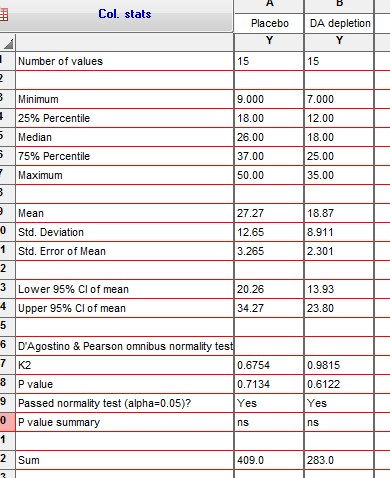 Col. stats
A B
Placebo DA depletion
Y Y
1 Number of values 15 15
2
3 Minimum 9.000 7.000
4 25% Percentile 18.00 12.00
5 Median 26.00 18.00
6 75% Percentile 37.00 25.00
7 Maximum 50.00 35.00
8
9 Mean 27.27 18.87
0 Std. Deviation 12.65 8.911
1 Std. Error of Mean 3.265 2.301
2
3 Lower 95% CI of mean 20.26 13.93
4 Upper 95% CI of mean 34.27 23.80
5
6 D'Agostino & Pearson omnibus normality test
7 K2 0.6754 0.9815
8 P value 0.7134 0.6122
9 Passed normality test (alpha=0.05)? Yes Yes
0 P value summary ns ns
1
2 Sum 409.0 283.0